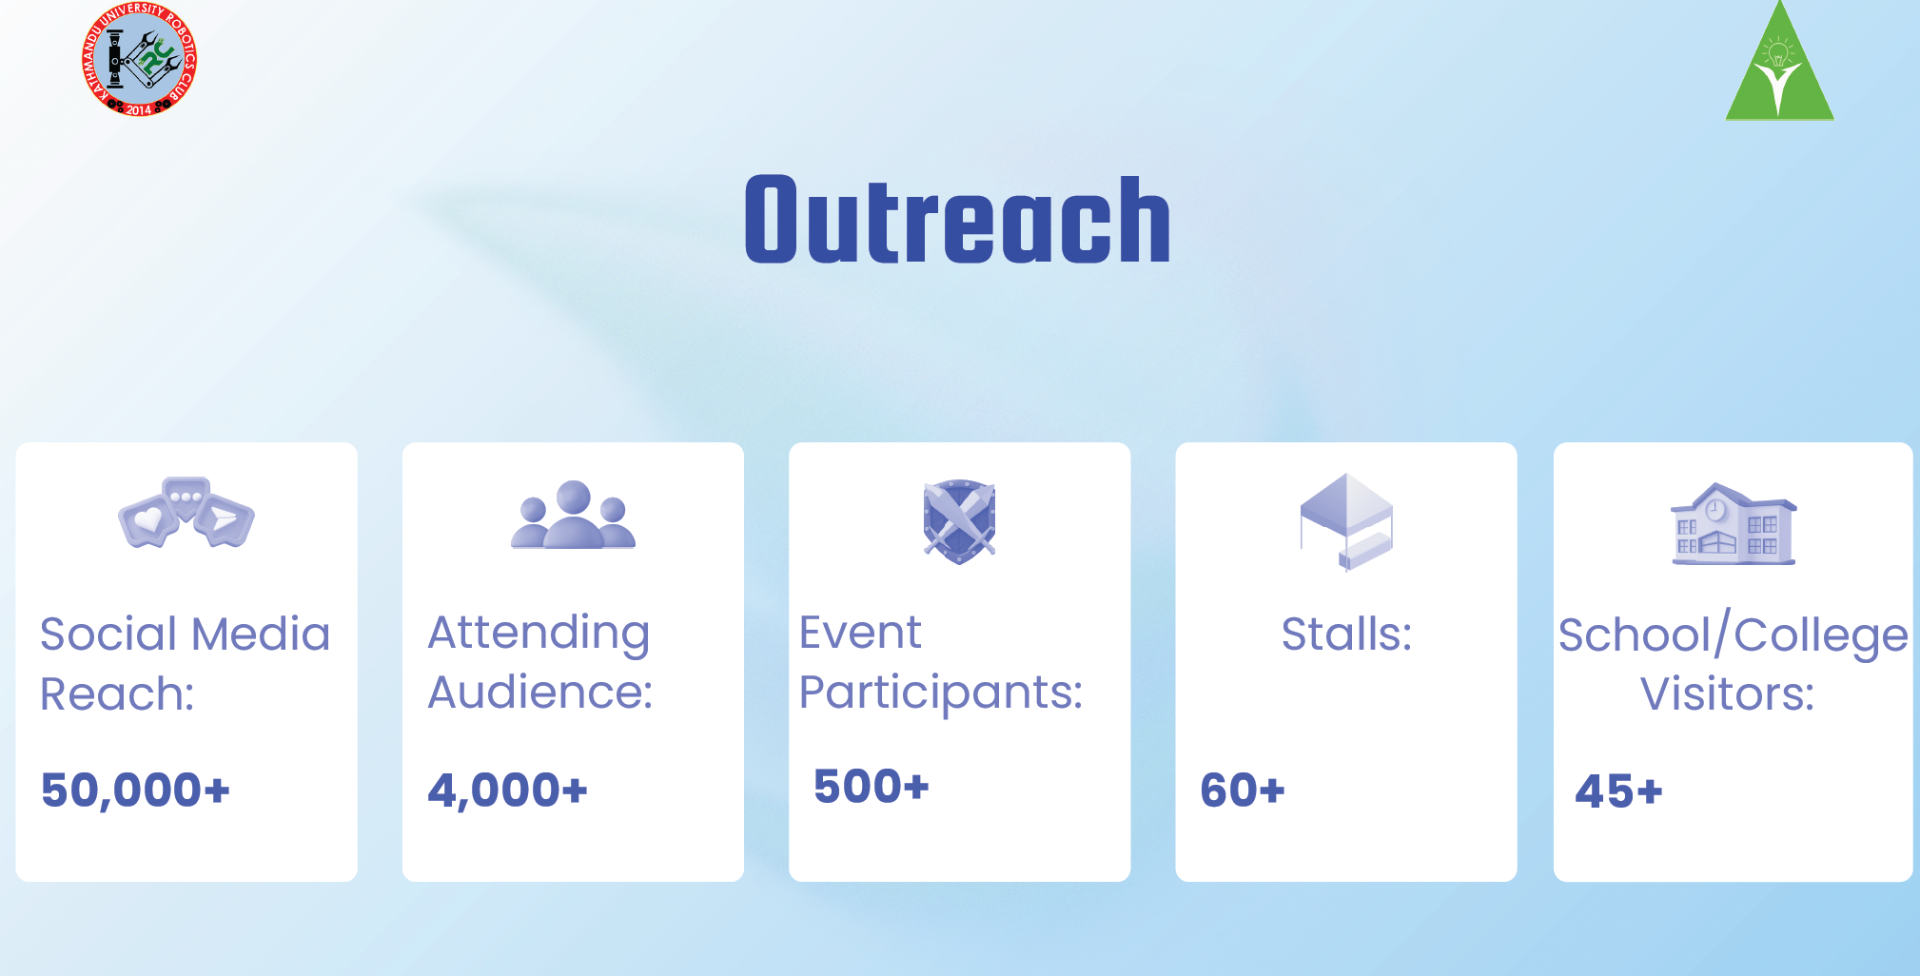 KATHMANDU UNIVERSITY ROBOTICS CLUB
KRC
2014
Outreach
Social Media
Reach:
50,000+
Attending
Audience:
4,000+
Event
Participants:
500+
Stalls:
60+
School/College
Visitors:
45+